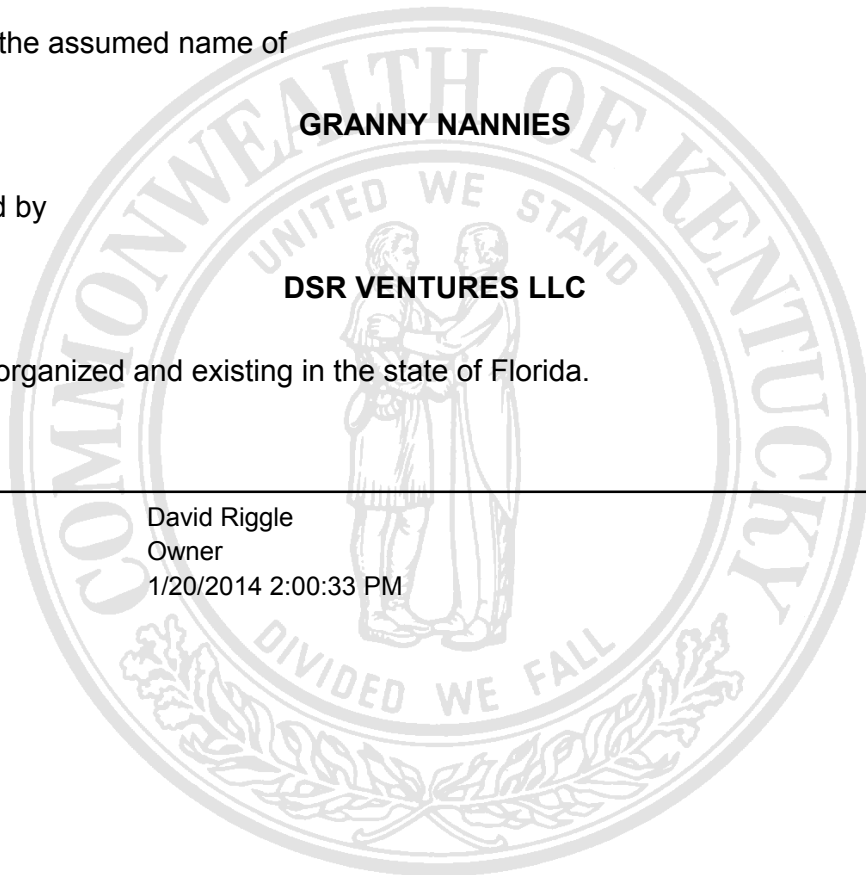 the assumed name of
GRANNY NANNIES
d by
DSR VENTURES LLC
organized and existing in the state of Florida.
David Riggle
Owner
1/20/2014 2:00:33 PM
COMMONWEALTH OF KENTUCKY
UNITED WE STAND
DIVIDED WE FALL